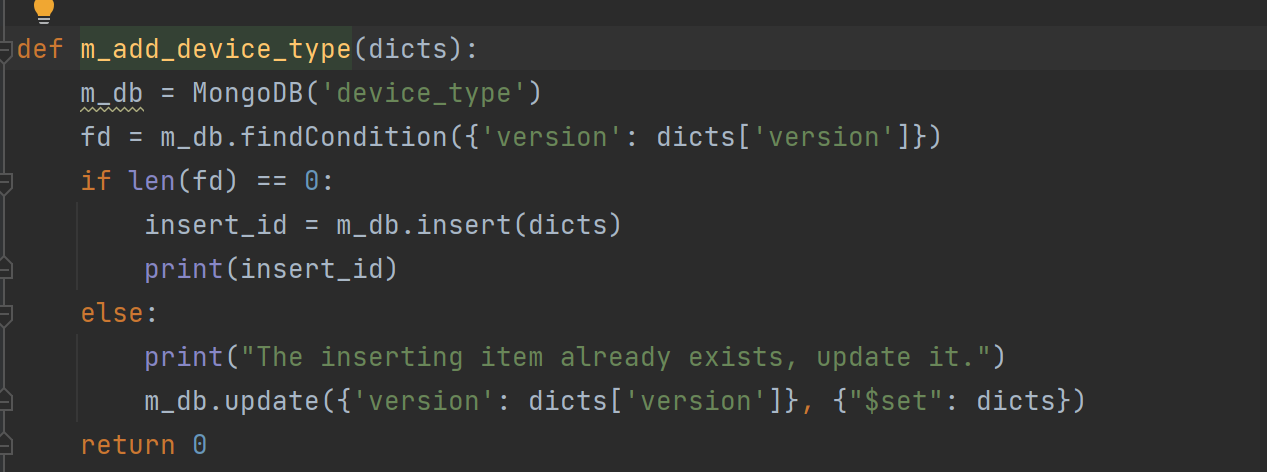 def m_add_device_type(dicts):
    m_db = MongoDB('device_type')
    fd = m_db.findCondition({'version': dicts['version']})
    if len(fd) == 0:
        insert_id = m_db.insert(dicts)
        print(insert_id)
    else:
        print("The inserting item already exists, update it.")
        m_db.update({'version': dicts['version']}, {"$set": dicts})
    return 0